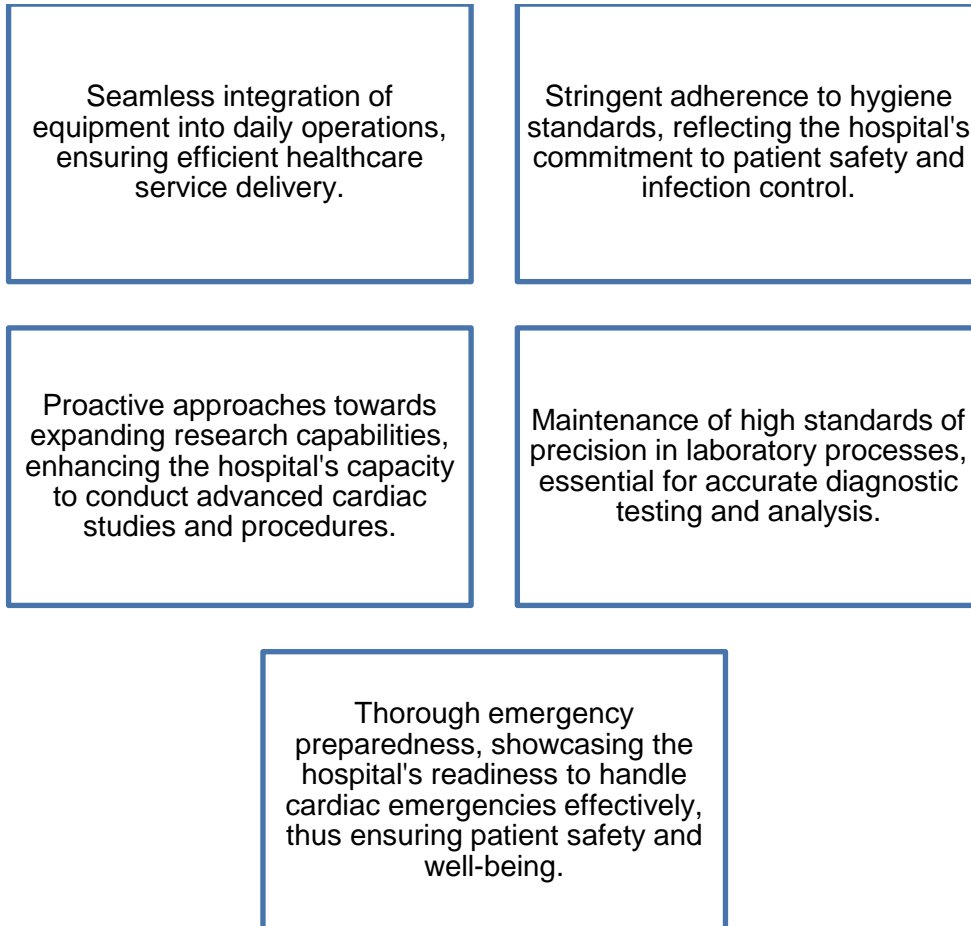 Seamless integration of
equipment into daily operations,
ensuring efficient healthcare
service delivery.
Stringent adherence to hygiene
standards, reflecting the hospital's
commitment to patient safety and
infection control.
Proactive approaches towards
expanding research capabilities,
enhancing the hospital's capacity
to conduct advanced cardiac
studies and procedures.
Maintenance of high standards of
precision in laboratory processes,
essential for accurate diagnostic
testing and analysis.
Thorough emergency
preparedness, showcasing the
hospital's readiness to handle
cardiac emergencies effectively,
thus ensuring patient safety and
well-being.